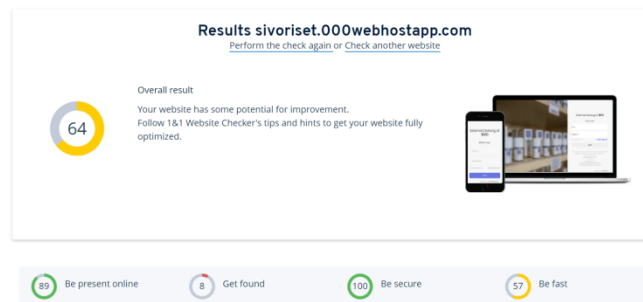 Results sivoriset.000webhostapp.com
Perform the check again or Check another website
Overall result
Your website has some potential for improvement.
Follow 1&1 Website Checker's tips and hints to get your website fully
optimized.
64
89 Be present online
8 Get found
100 Be secure
57 Be fast